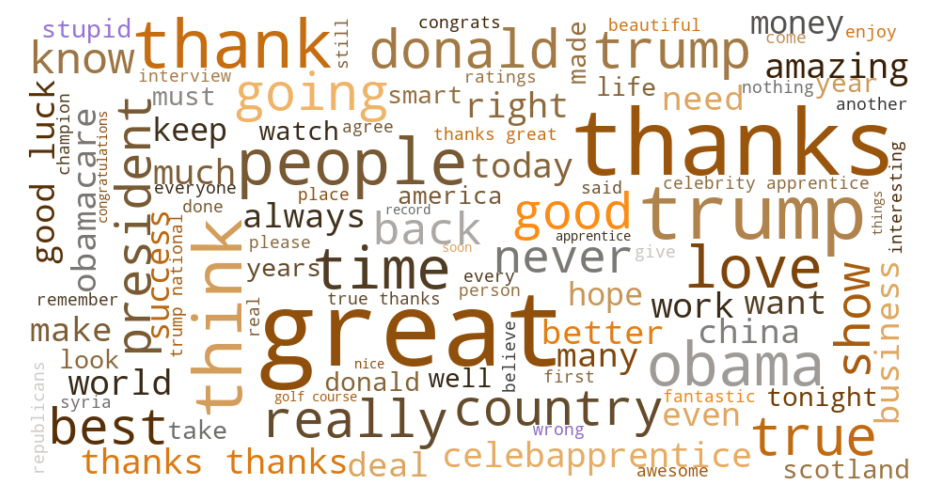 stupid
thank
still
congrats
donald
made
beautiful
trump
money
come
enjoy
know
interview
going
ratings
smart
right
life
need
nothing
year
amazing
another
must
good luck
champion
obamacare
congratulations
president
keep
watch
agree
thanks great
thanks
much
people
today
everyone
place
america
said
celebrity apprentice
things
interesting
done
always
record
back
good
apprentice
trump
success
trump national
think
please
time
soon
never
give
love
remember
years
every
person
true thanks
hope
work
want
show
business
make
real
great
believe
better
china
look
nice
many
obama
world
donald
well
first
republicans
syria
golf course
really
country
fantastic
even
tonight
best
take
wrong
true
thanks thanks
deal
celebapprentice
awesome
scotland